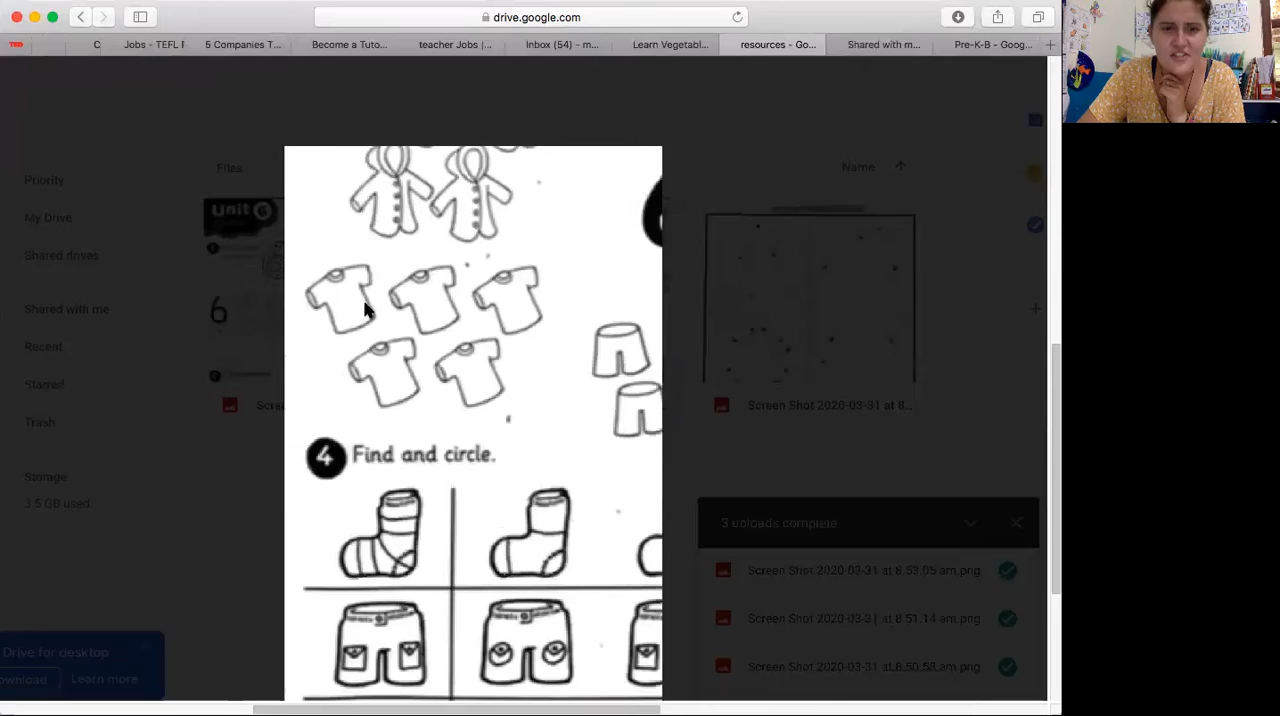 drive.google.com
TED
C
Jobs - TEFL
5 Companies T...
Become a Tuto...
teacher Jobs |...
Inbox (54) – m...
Learn Vegetabl...
resources - Go...
Shared with m...
Pre-K-B - Goog...
Priority
Files
Name
My Drive
Unit 6
Shared drives
Shared with me
6
Recent
Starred
Scree
Screen Shot 2020-03-31 at 8...
Trash
4 Find and circle.
Storage
3.5 GB used
3 uploads complete
Screen Shot 2020-03-31 at 8.53.05 am.png
Screen Shot 2020-03-31 at 8.51.14 am.png
Drive for desktop
Screen Shot 2020-03-31 at 8.50.58 am.png
ownload
Learn more